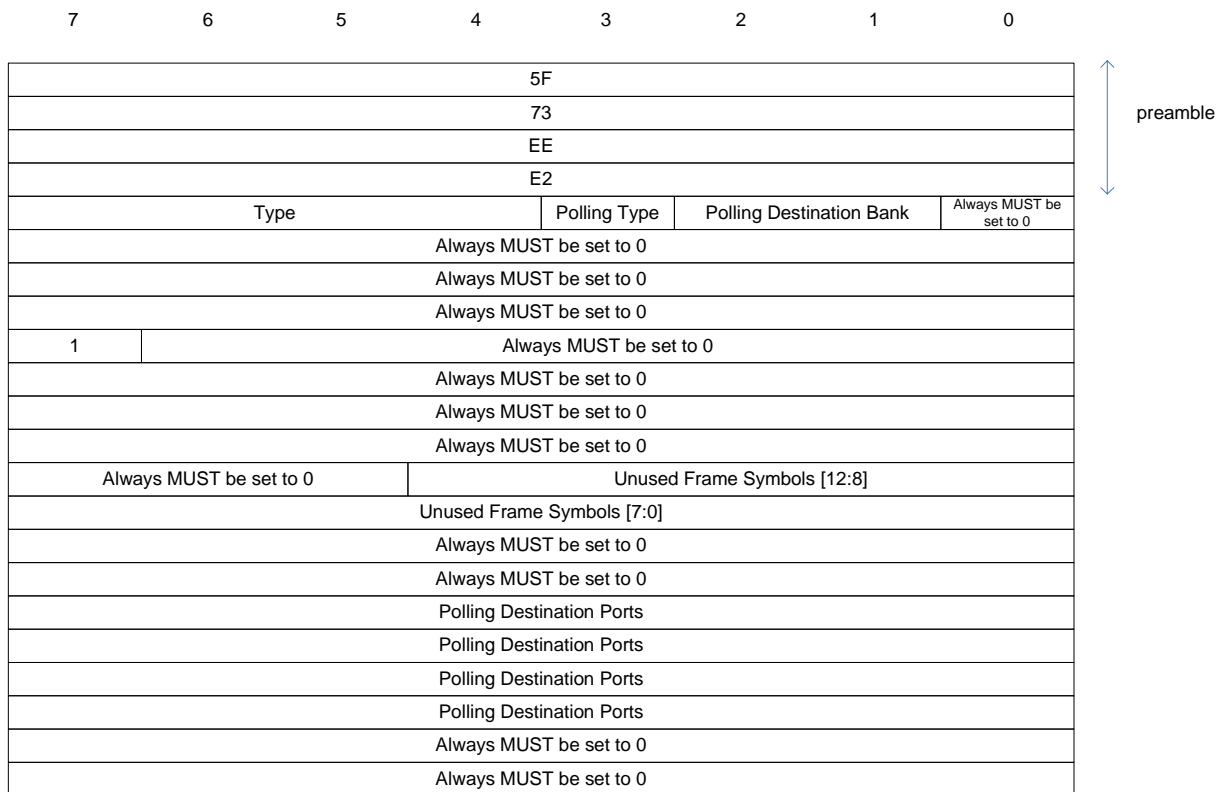 7 6 5 4 3 2 1 0
5F
73
preamble
EE
E2
Type Polling Type Polling Destination Bank Always MUST be
set to 0
Always MUST be set to 0
Always MUST be set to 0
Always MUST be set to 0
1 Always MUST be set to 0
Always MUST be set to 0
Always MUST be set to 0
Always MUST be set to 0
Always MUST be set to 0 Unused Frame Symbols [12:8]
Unused Frame Symbols [7:0]
Always MUST be set to 0
Always MUST be set to 0
Polling Destination Ports
Polling Destination Ports
Polling Destination Ports
Polling Destination Ports
Always MUST be set to 0
Always MUST be set to 0